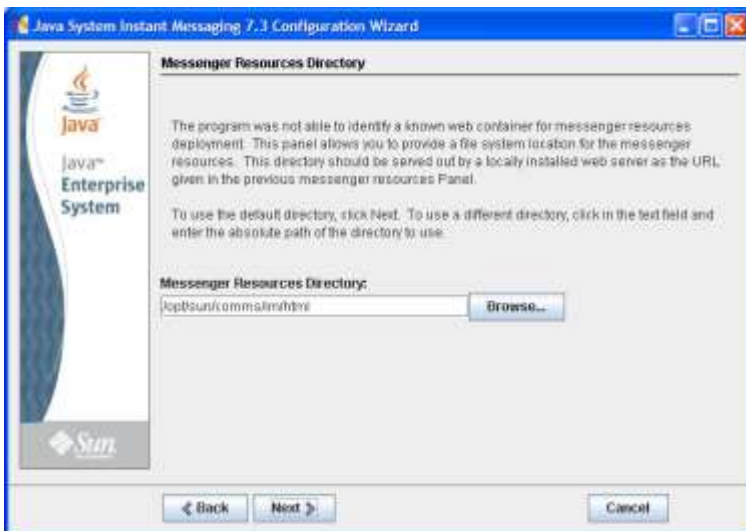 Java System Instant Messaging 7.3 Configuration Wizard
Messenger Resources Directory
Java
Java™
Enterprise
System
The program was not able to identify a known web container for messenger resources
deployment. This panel allows you to provide a file system location for the messenger
resources. This directory should be served out by a locally installed web server as the URL
given in the previous messenger resources Panel.
To use the default directory, click Next. To use a different directory, click in the text field and
enter the absolute path of the directory to use.
Messenger Resources Directory:
/opt/sun/comms/im/html
Browse...
Sun
Back
Next
Cancel